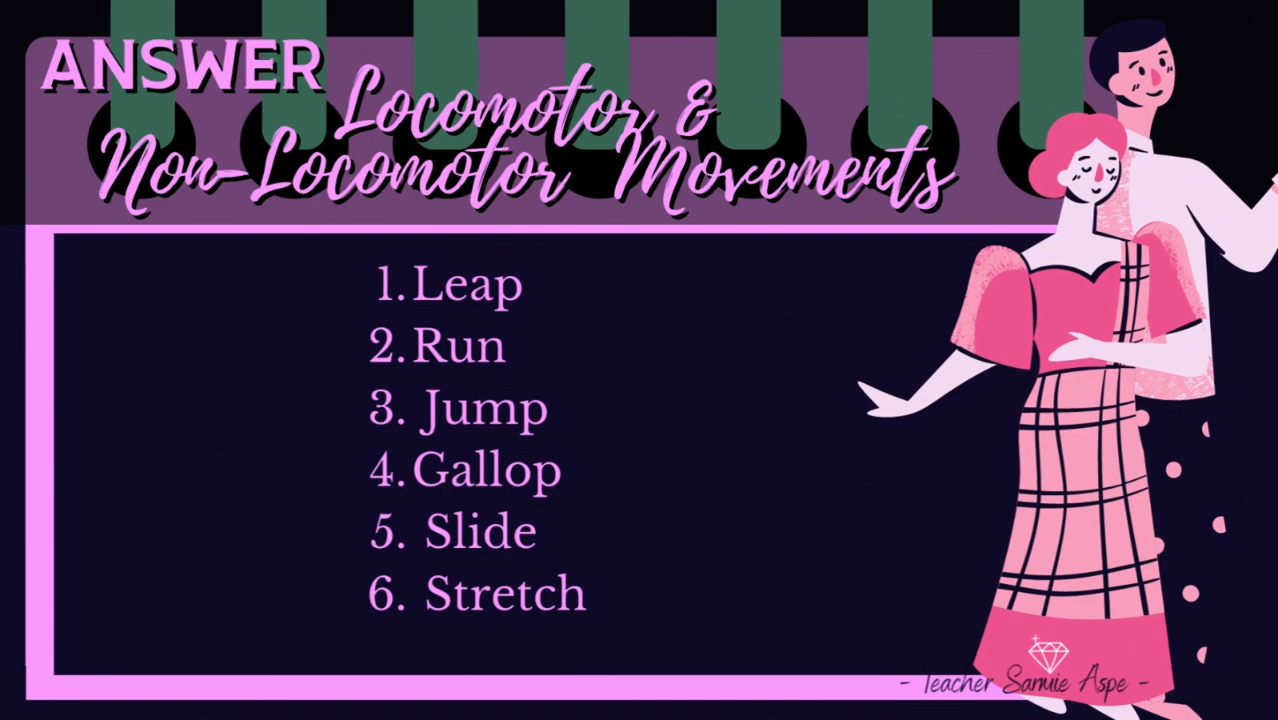 ANSWER
Locomotor &
Non-Locomotor Movements
1. Leap
2. Run
3. Jump
4. Gallop
5. Slide
6. Stretch
- Teacher Samie Aspe -